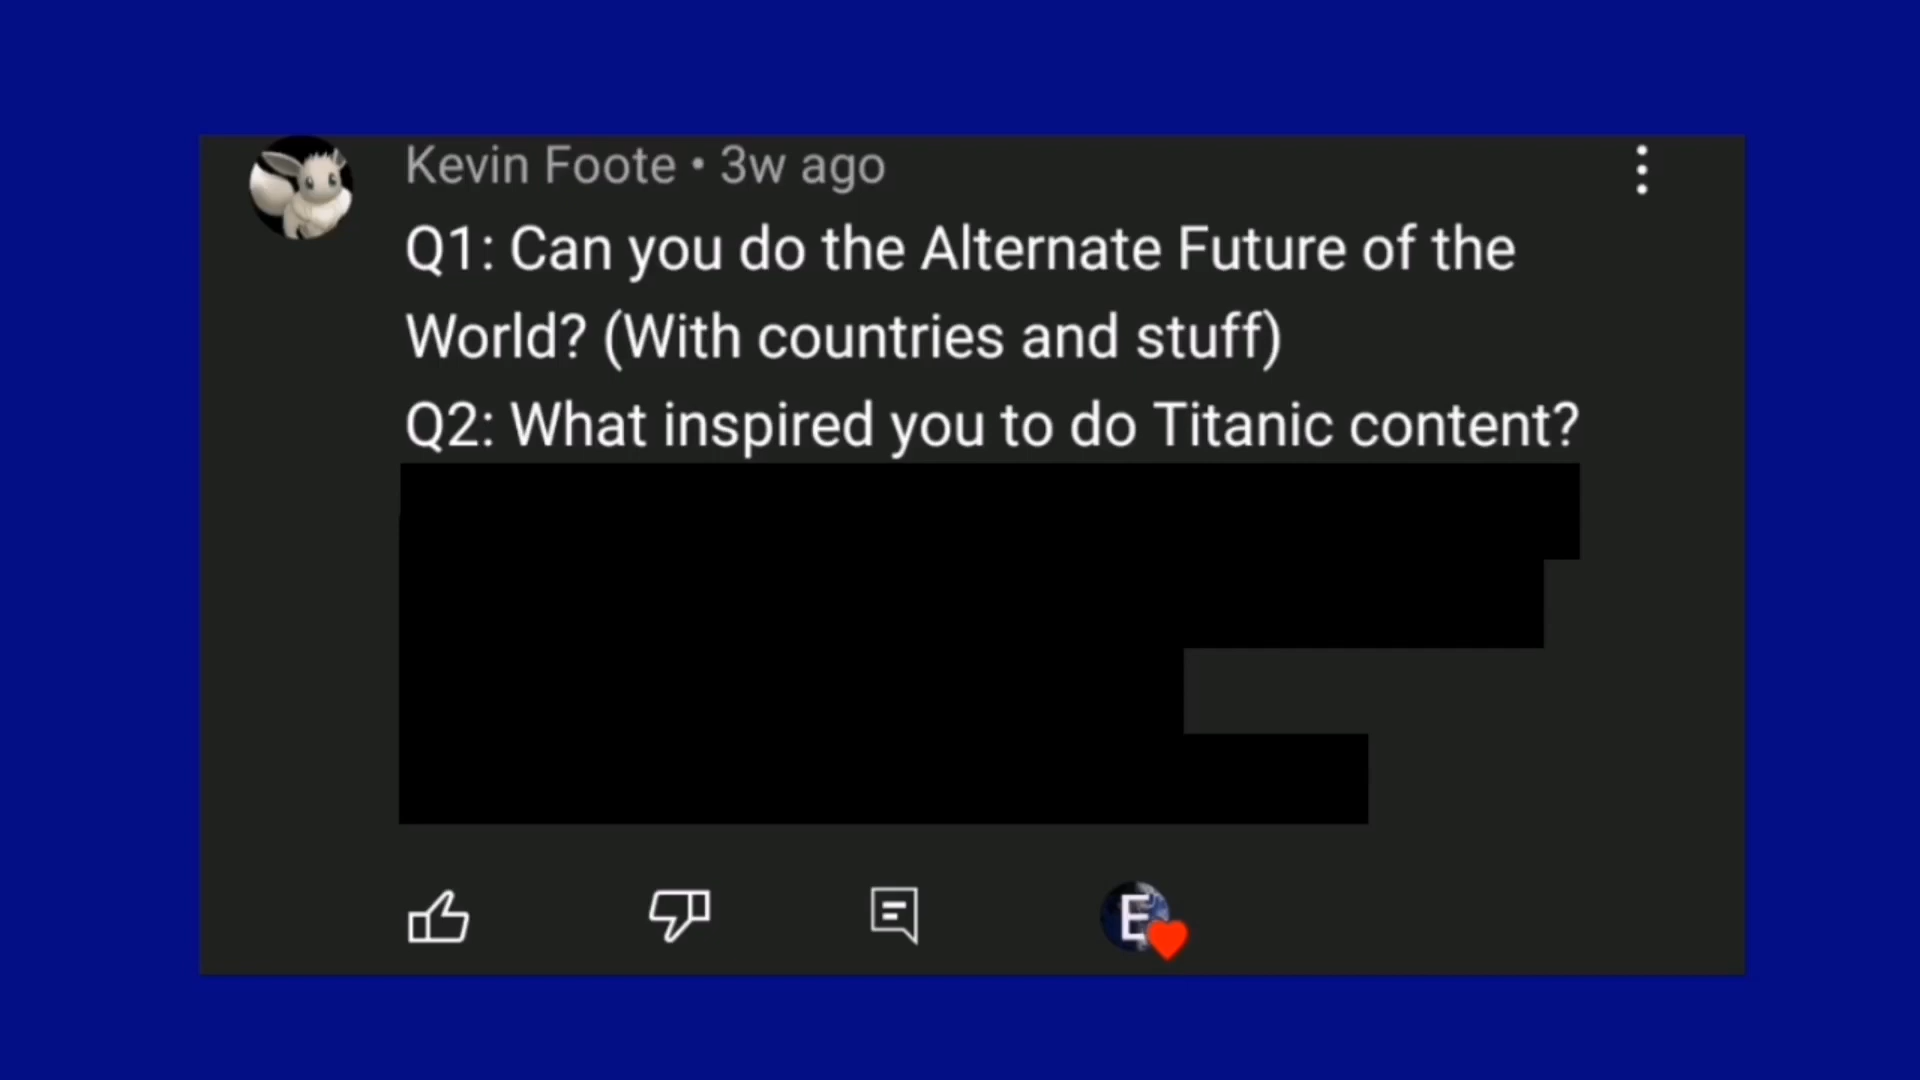 Kevin Foote • 3w ago
Q1: Can you do the Alternate Future of the
World? (With countries and stuff)
Q2: What inspired you to do Titanic content?
E